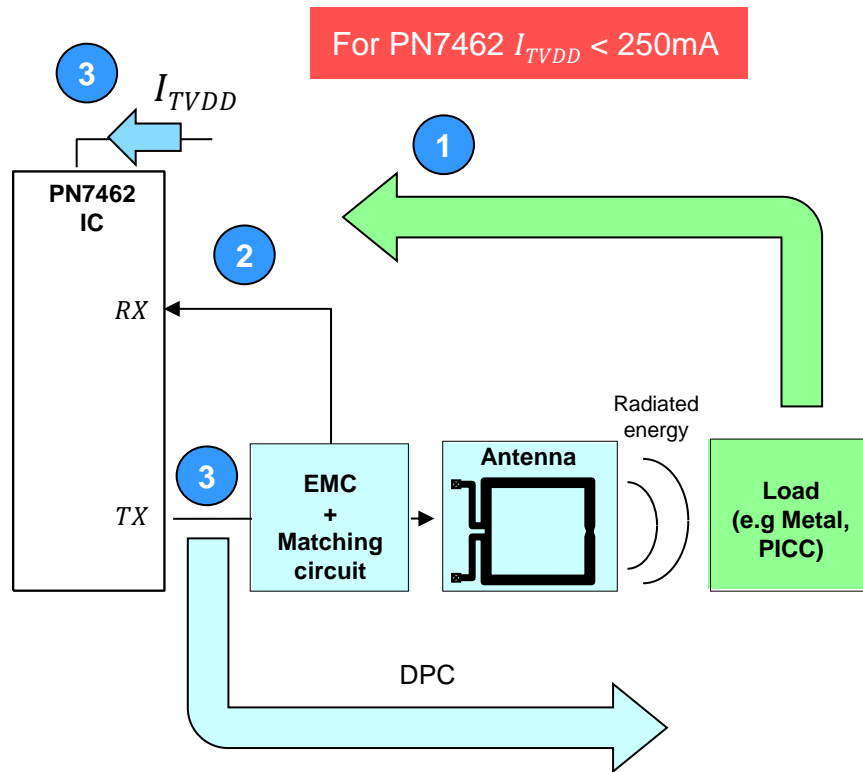 For PN7462 I_TVDD < 250mA
3
I_TVDD
1
PN7462
IC
2
RX
Radiated
energy
3
EMC
+
Matching
circuit
Antenna
Load
(e.g Metal,
PICC)
TX
DPC